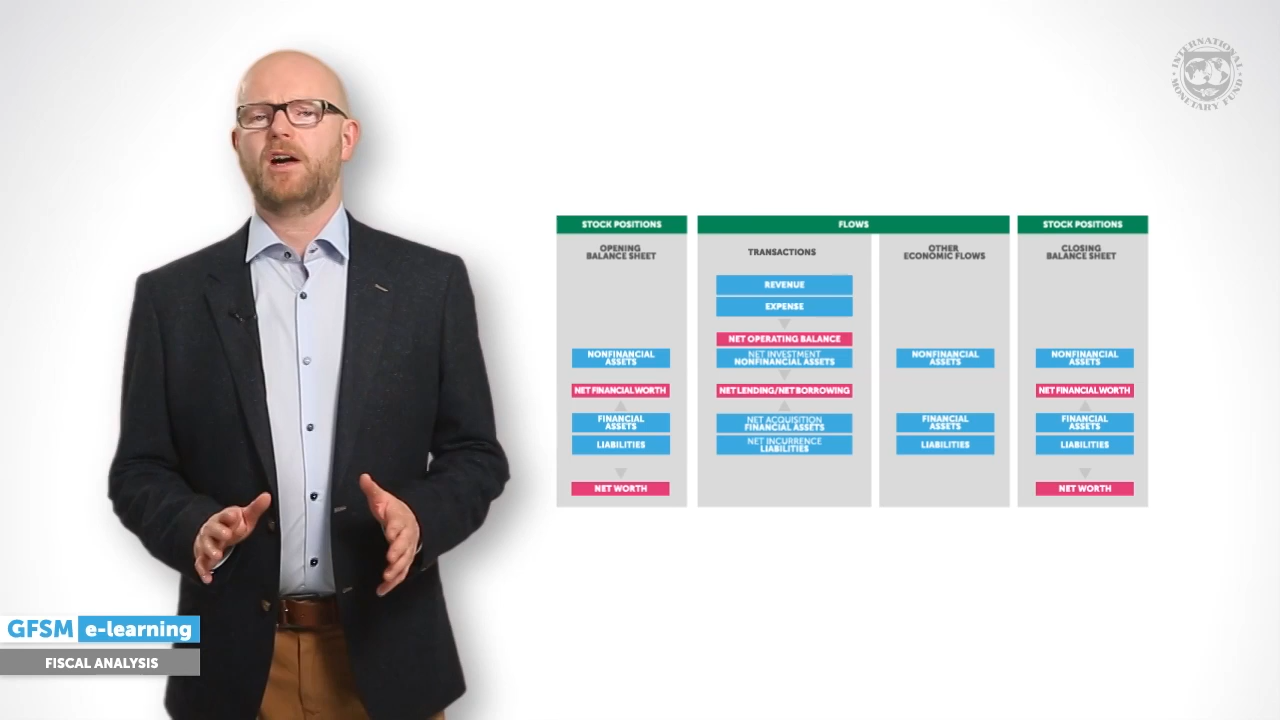 INTERNATIONAL
MONETARY FUND
STOCK POSITIONS
OPENING
BALANCE SHEET
NONFINANCIAL
ASSETS
NET FINANCIAL WORTH
FINANCIAL
ASSETS
LIABILITIES
NET WORTH
FLOWS
TRANSACTIONS
REVENUE
EXPENSE
NET OPERATING BALANCE
NET INVESTMENT
NONFINANCIAL ASSETS
NET LENDING/NET BORROWING
NET ACQUISITION
FINANCIAL ASSETS
NET INCURRENCE
LIABILITIES
OTHER
ECONOMIC FLOWS
NONFINANCIAL
ASSETS
FINANCIAL
ASSETS
LIABILITIES
STOCK POSITIONS
CLOSING
BALANCE SHEET
NONFINANCIAL
ASSETS
NET FINANCIAL WORTH
FINANCIAL
ASSETS
LIABILITIES
NET WORTH
GFSM e-learning
FISCAL ANALYSIS